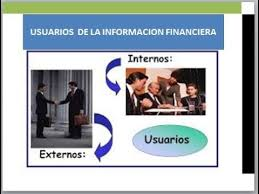 USUARIOS DE LA INFORMACION FINANCIERA
Internos:
Usuarios
Externos: